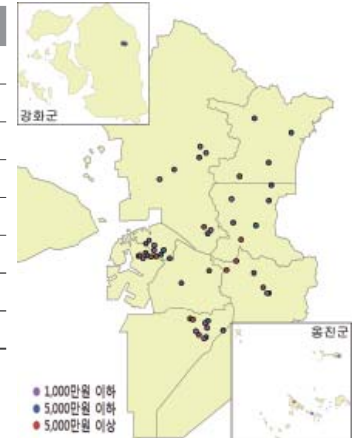 강화군
옹진군
1,000만원 이하
5,000만원 이하
5,000만원 이상